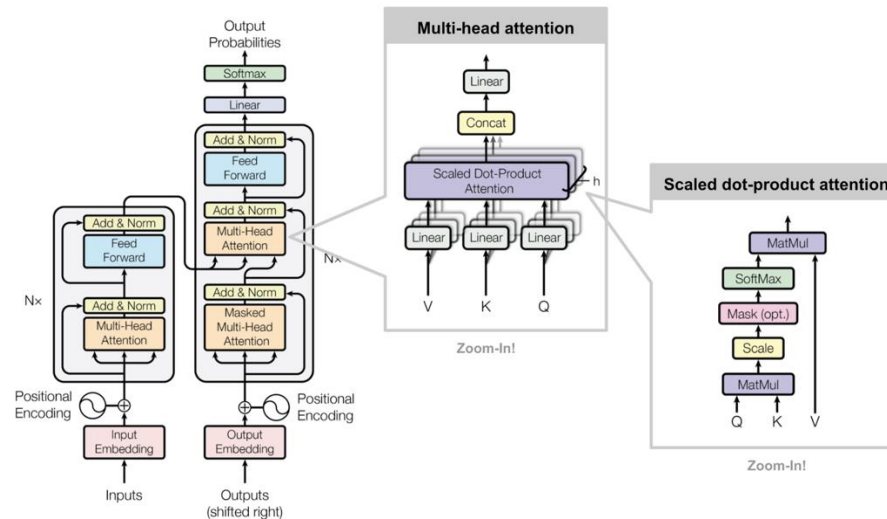 Output
Probabilities
Softmax
Linear
Add & Norm
Feed
Forward
Add & Norm
Multi-Head
Attention
Add & Norm
Masked
Multi-Head
Attention
N×
Positional
Encoding
Output
Embedding
Outputs
(shifted right)
Add & Norm
Feed
Forward
N×
Add & Norm
Multi-Head
Attention
Positional
Encoding
Input
Embedding
Inputs
Multi-head attention
Linear
Concat
Scaled Dot-Product
Attention
h
Linear Linear Linear
V K Q
Zoom-In!
Scaled dot-product attention
MatMul
SoftMax
Mask (opt.)
Scale
MatMul
Q K V
Zoom-In!